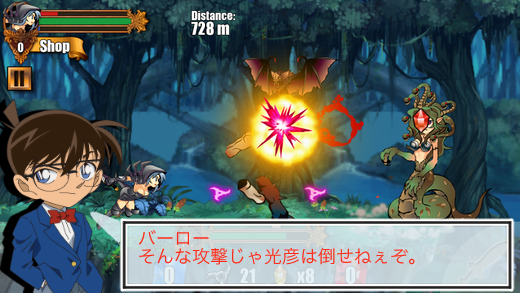 Distance:
728 m
0
Shop
バーロー
そんな攻撃じゃ光彦は倒せねぇぞ。
0
21
x8
0